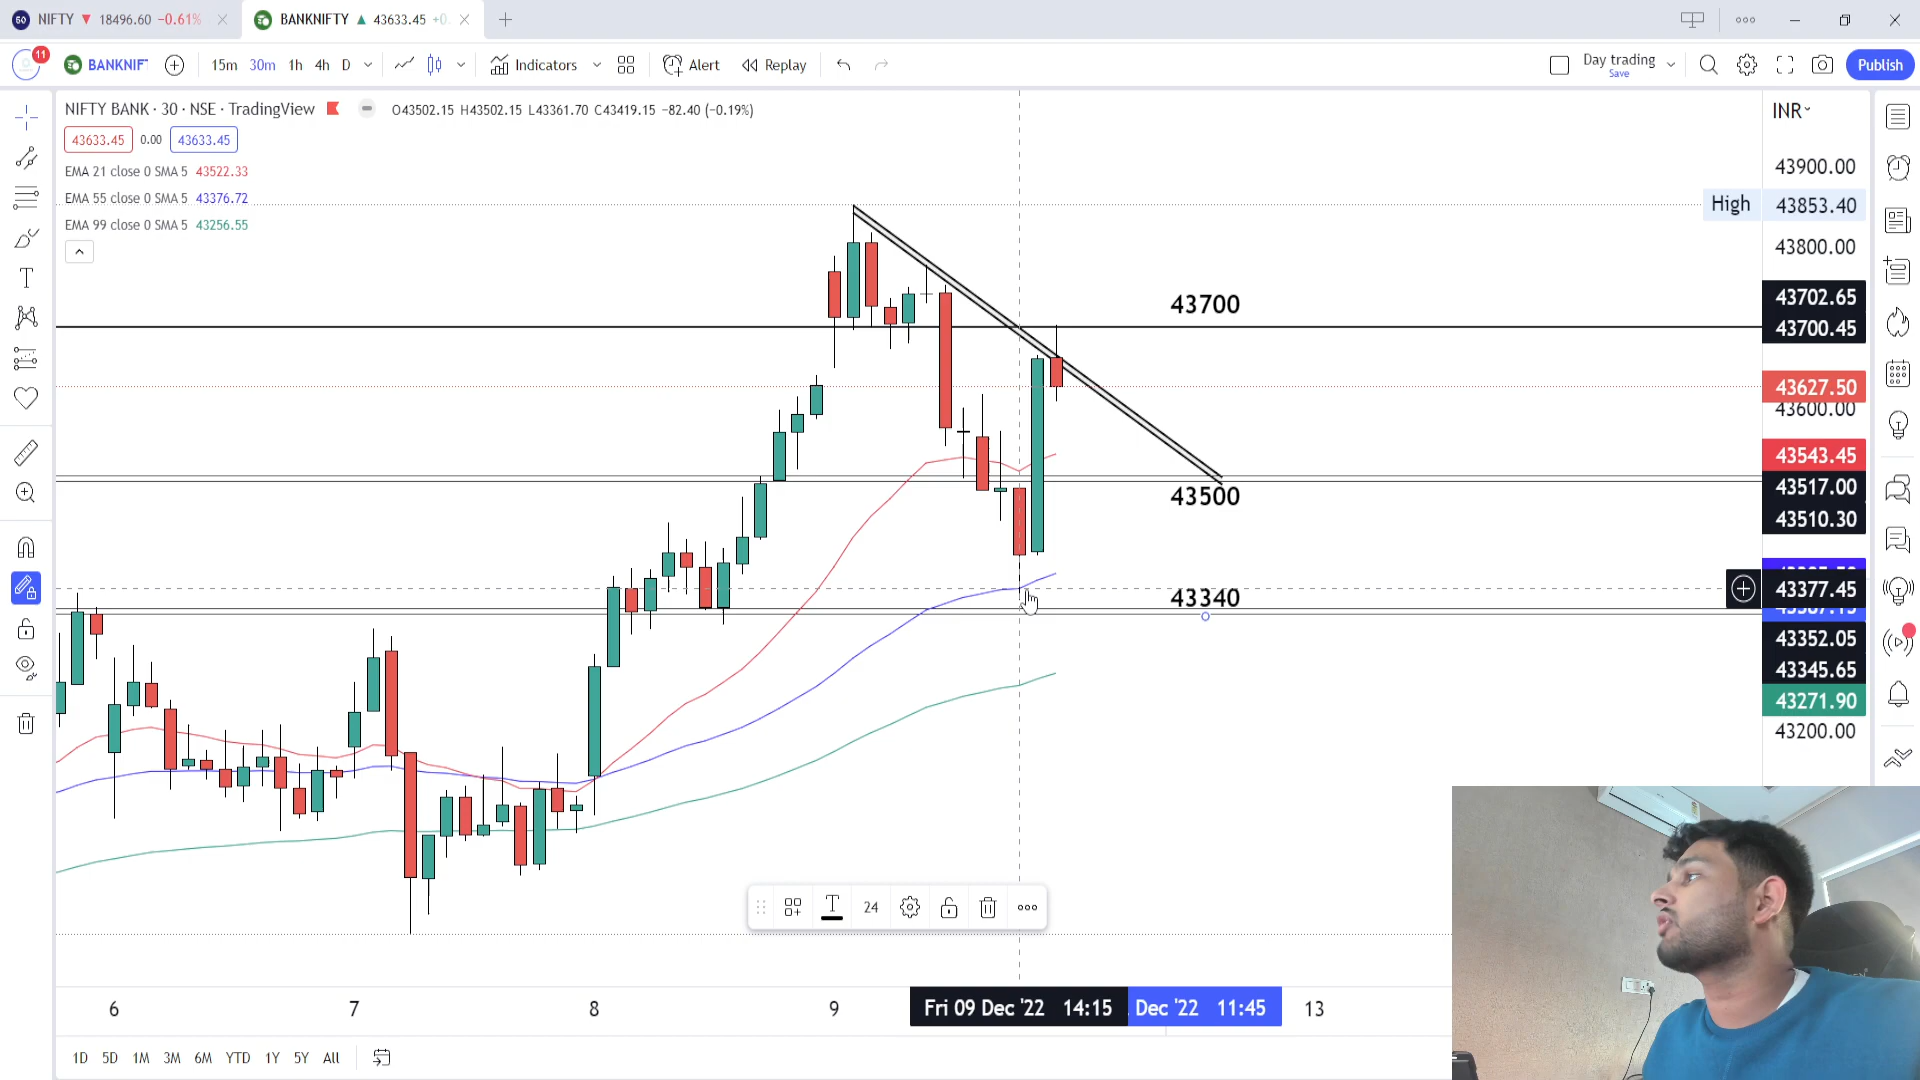 NIFTY ▼ 18496.60 −0.61%
BANKNIFTY ▲ 43633.45 +0.
11
BANKNIF
15m 30m 1h 4h D
Indicators
Alert
Replay
Day trading
Save
Publish
NIFTY BANK · 30 · NSE · TradingView
O43502.15 H43502.15 L43361.70 C43419.15 −82.40 (−0.19%)
43633.45 0.00 43633.45
EMA 21 close 0 SMA 5 43522.33
EMA 55 close 0 SMA 5 43376.72
EMA 99 close 0 SMA 5 43256.55
INR
43900.00
High 43853.40
43800.00
43702.65
43700.45
43627.50
43600.00
43543.45
43517.00
43510.30
43377.45
43352.05
43345.65
43271.90
43200.00
43700
43500
43340
24
6 7 8 9 Fri 09 Dec '22 14:15 Dec '22 11:45 13
1D 5D 1M 3M 6M YTD 1Y 5Y All